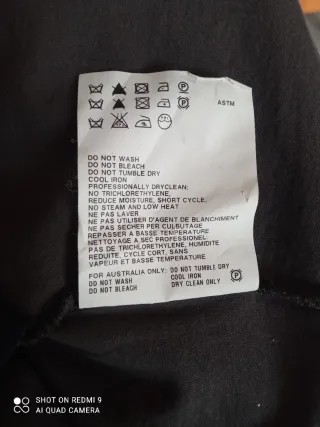 ASTM
DO NOT WASH
DO NOT BLEACH
DO NOT TUMBLE DRY
COOL IRON
PROFESSIONALLY DRYCLEAN:
NO TRICHLORETHYLENE,
REDUCE MOISTURE, SHORT CYCLE,
NO STEAM AND LOW HEAT
NE PAS LAVER
NE PAS UTILISER D'AGENT DE BLANCHIMENT
NE PAS SECHER PAR CULBUTAGE
REPASSER A BASSE TEMPERATURE
NETTOYAGE A SEC PROFESSIONEL:
PAS DE TRICHLORETHYLENE, HUMIDITE
REDUITE, CYCLE CORT, SANS
VAPEUR ET BASSE TEMPERATURE
FOR AUSTRALIA ONLY: DO NOT TUMBLE DRY
DO NOT WASH COOL IRON
DO NOT BLEACH DRY CLEAN ONLY
P
SHOT ON REDMI 9
AI QUAD CAMERA